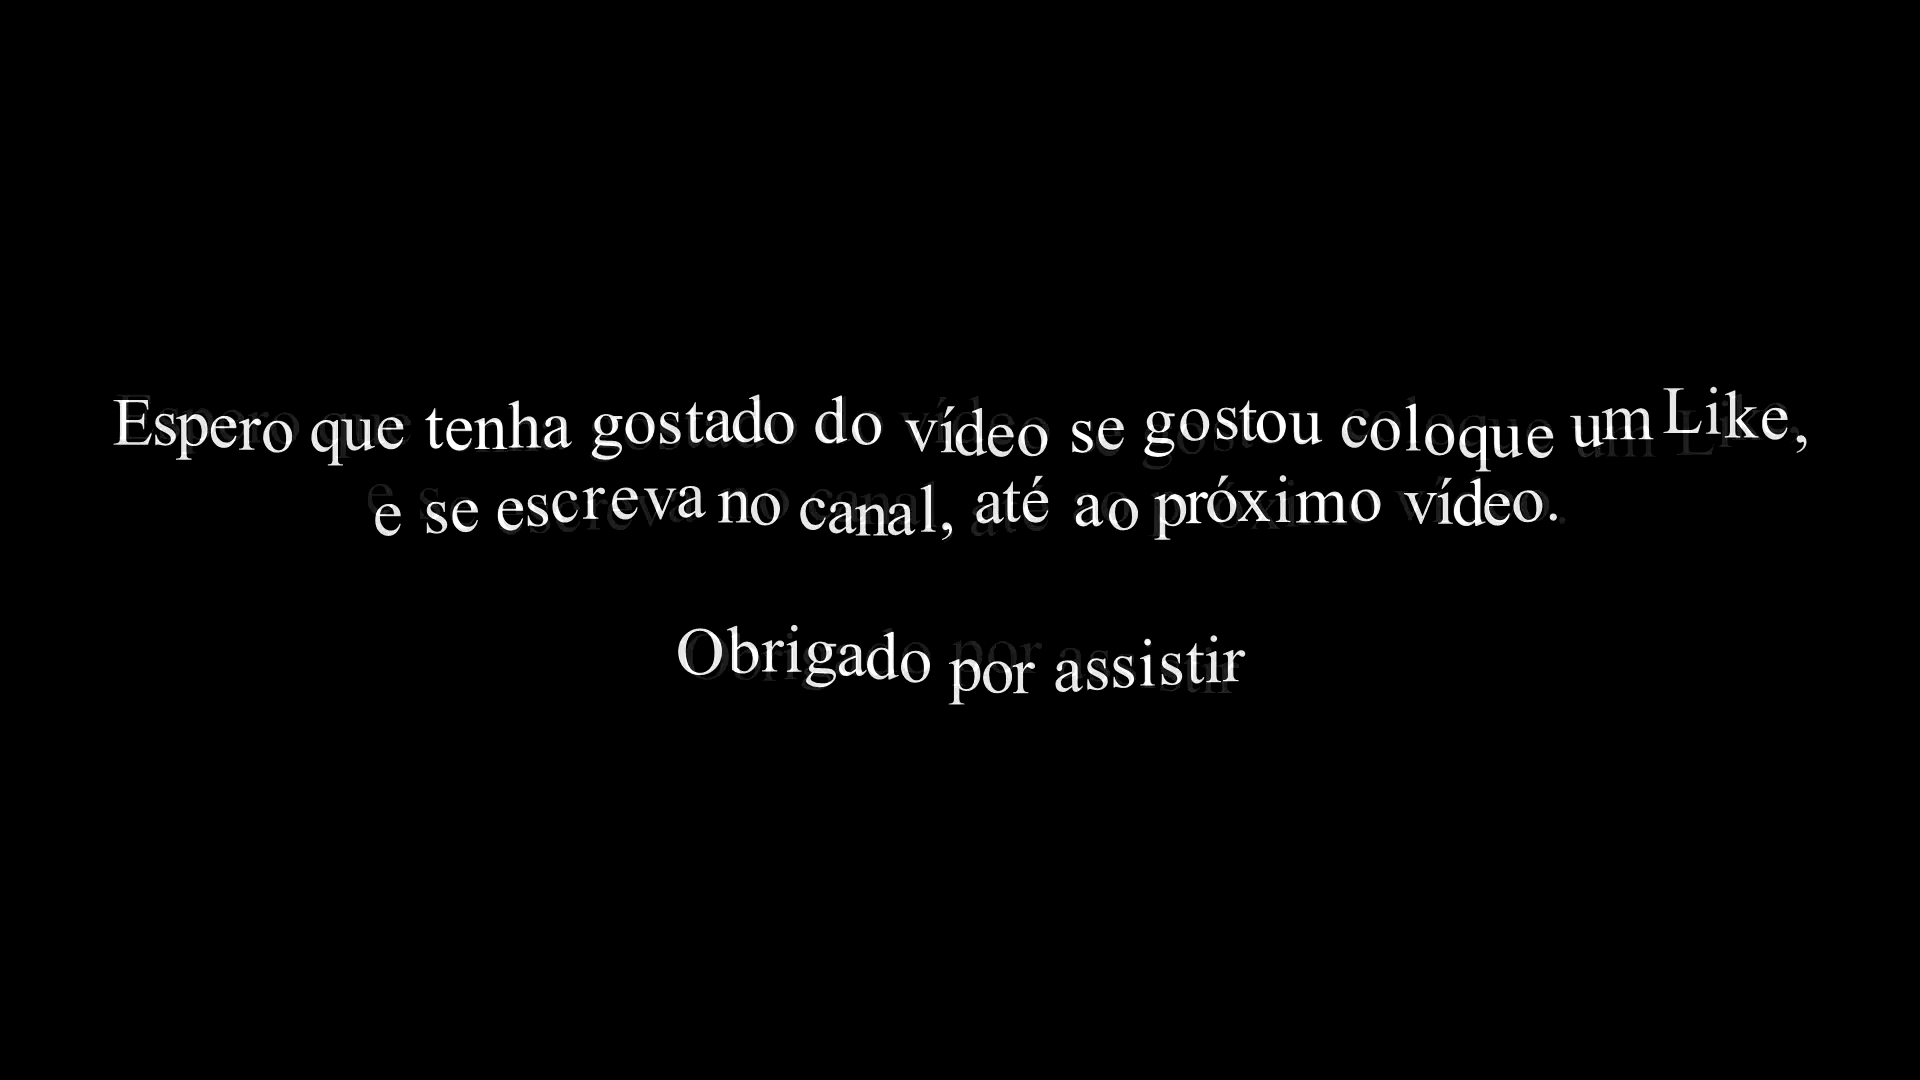 Espero que tenha gostado do vídeo se gostou coloque um Like,
e se escreva no canal, até ao próximo vídeo.
Obrigado por assistir